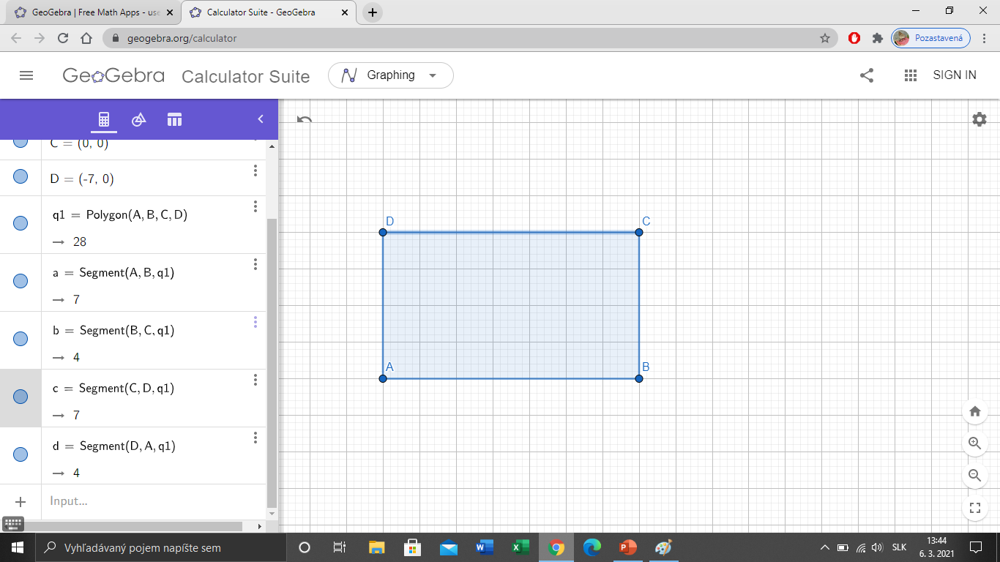 GeoGebra | Free Math Apps - use
Calculator Suite - GeoGebra
geogebra.org/calculator
Pozastavená
GeoGebra Calculator Suite
Graphing
SIGN IN
C = (0, 0)
D = (-7, 0)
q1 = Polygon(A, B, C, D)
→ 28
a = Segment(A, B, q1)
→ 7
b = Segment(B, C, q1)
→ 4
c = Segment(C, D, q1)
→ 7
d = Segment(D, A, q1)
→ 4
Input...
D
C
A
B
Vyhľadávaný pojem napíšte sem
SLK
13:44
6. 3. 2021